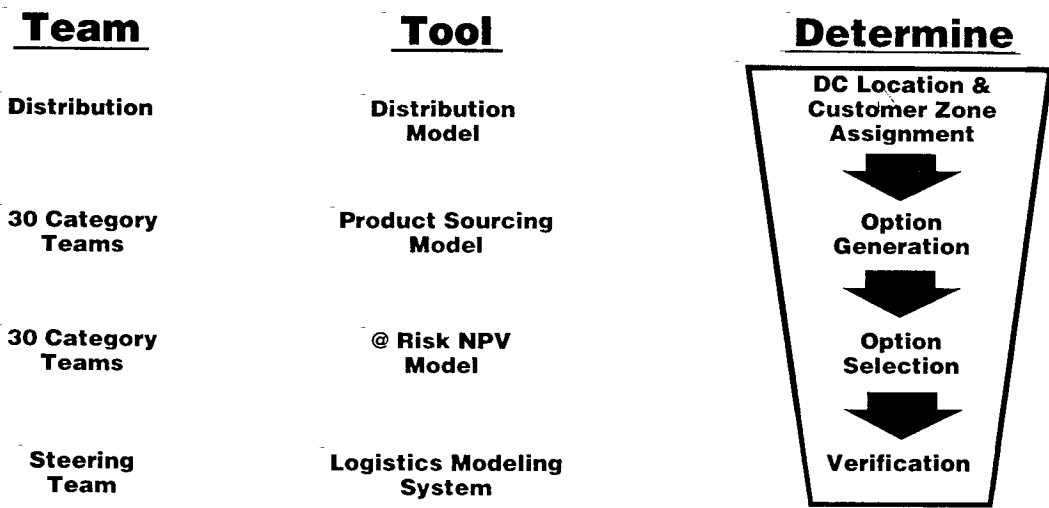 Team
Tool
Determine
Distribution
Distribution
Model
DC Location &
Customer Zone
Assignment
30 Category
Teams
Product Sourcing
Model
Option
Generation
30 Category
Teams
@ Risk NPV
Model
Option
Selection
Steering
Team
Logistics Modeling
System
Verification